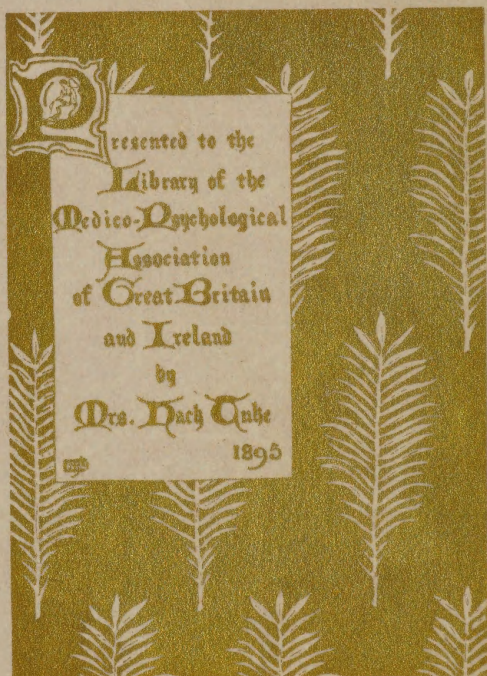 Presented to the
Library of the
Medico-Psychological
Association
of Great Britain
and Ireland
by
Mrs. Hack Tuke
1895